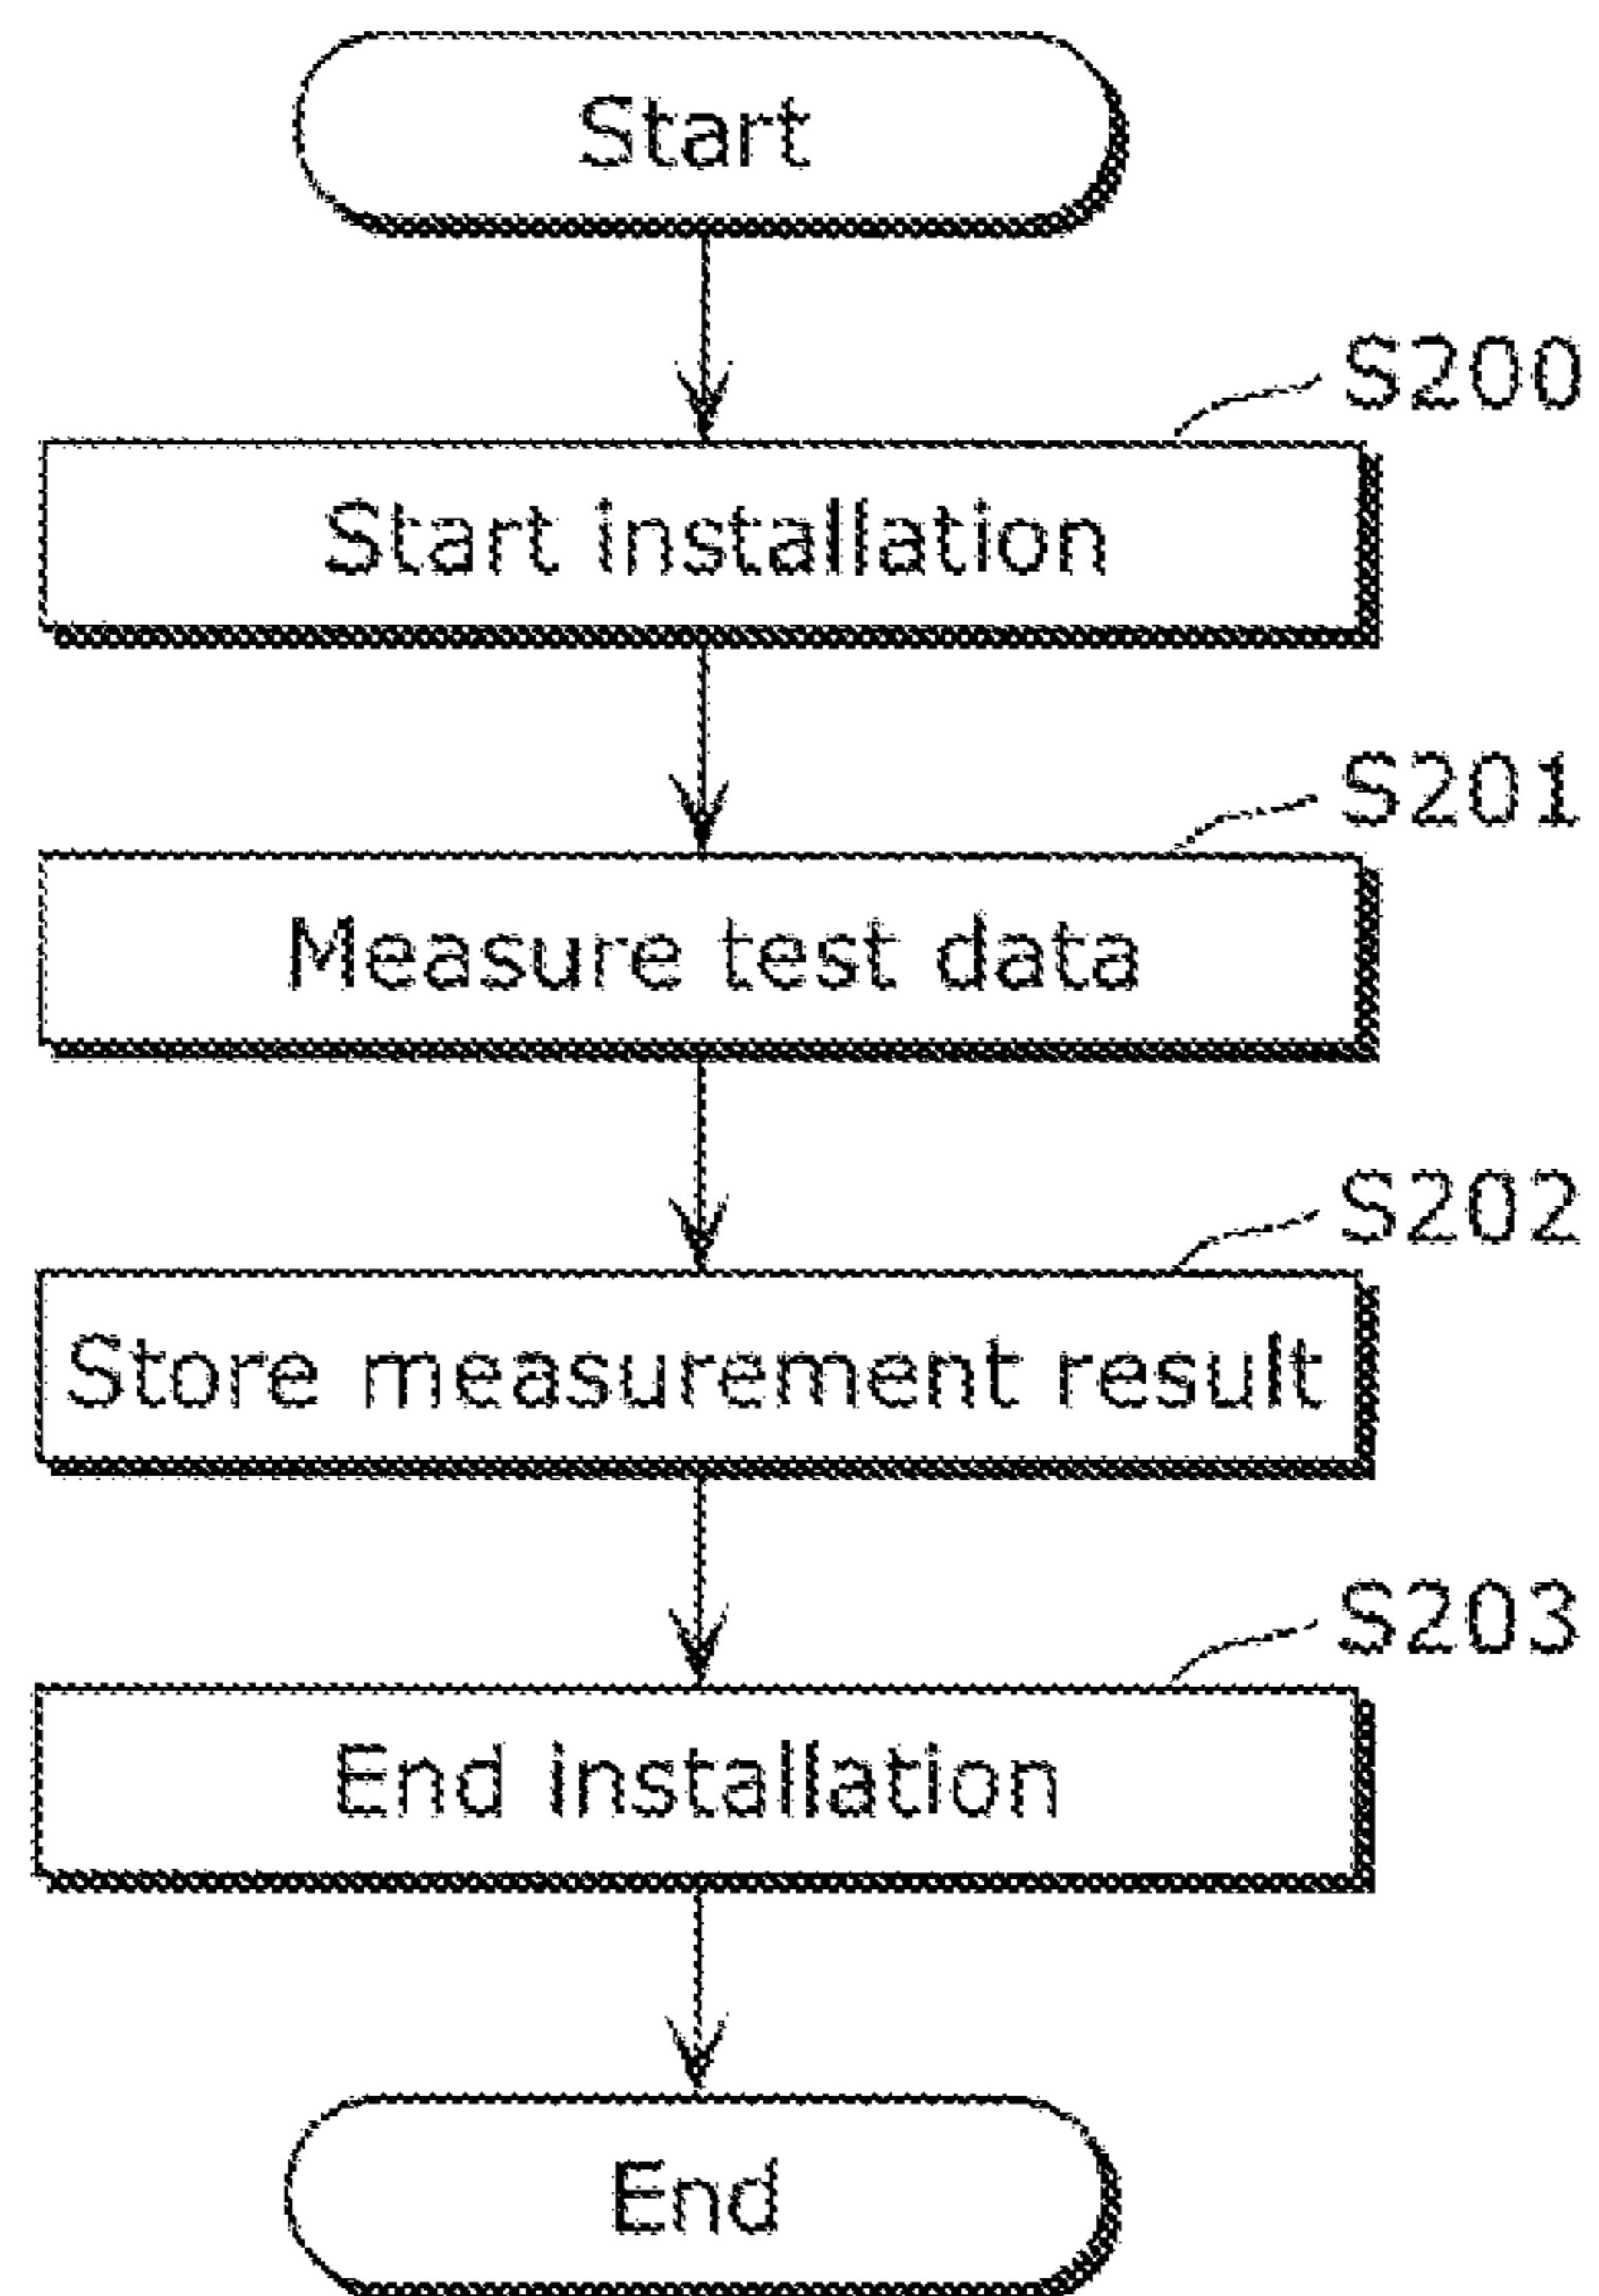 Start
S200
Start installation
S201
Measure test data
S202
Store measurement result
S203
End installation
End